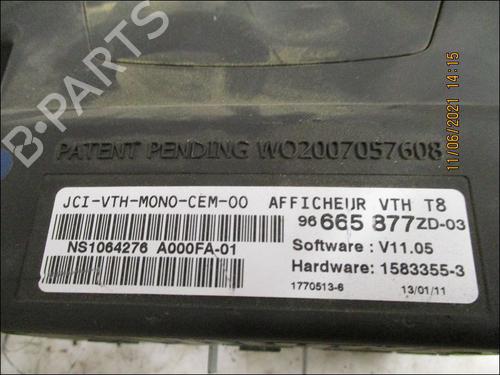 B-PARTS
11/06/2021 14:15
PATENT PENDING WO2007057608
JCI-VTH-MONO-CEM-00 AFFICHEUR VTH T8
96 665 877ZD-03
NS1064276 A000FA-01
Software : V11.05
Hardware: 1583355-3
1770513-6 13/01/11